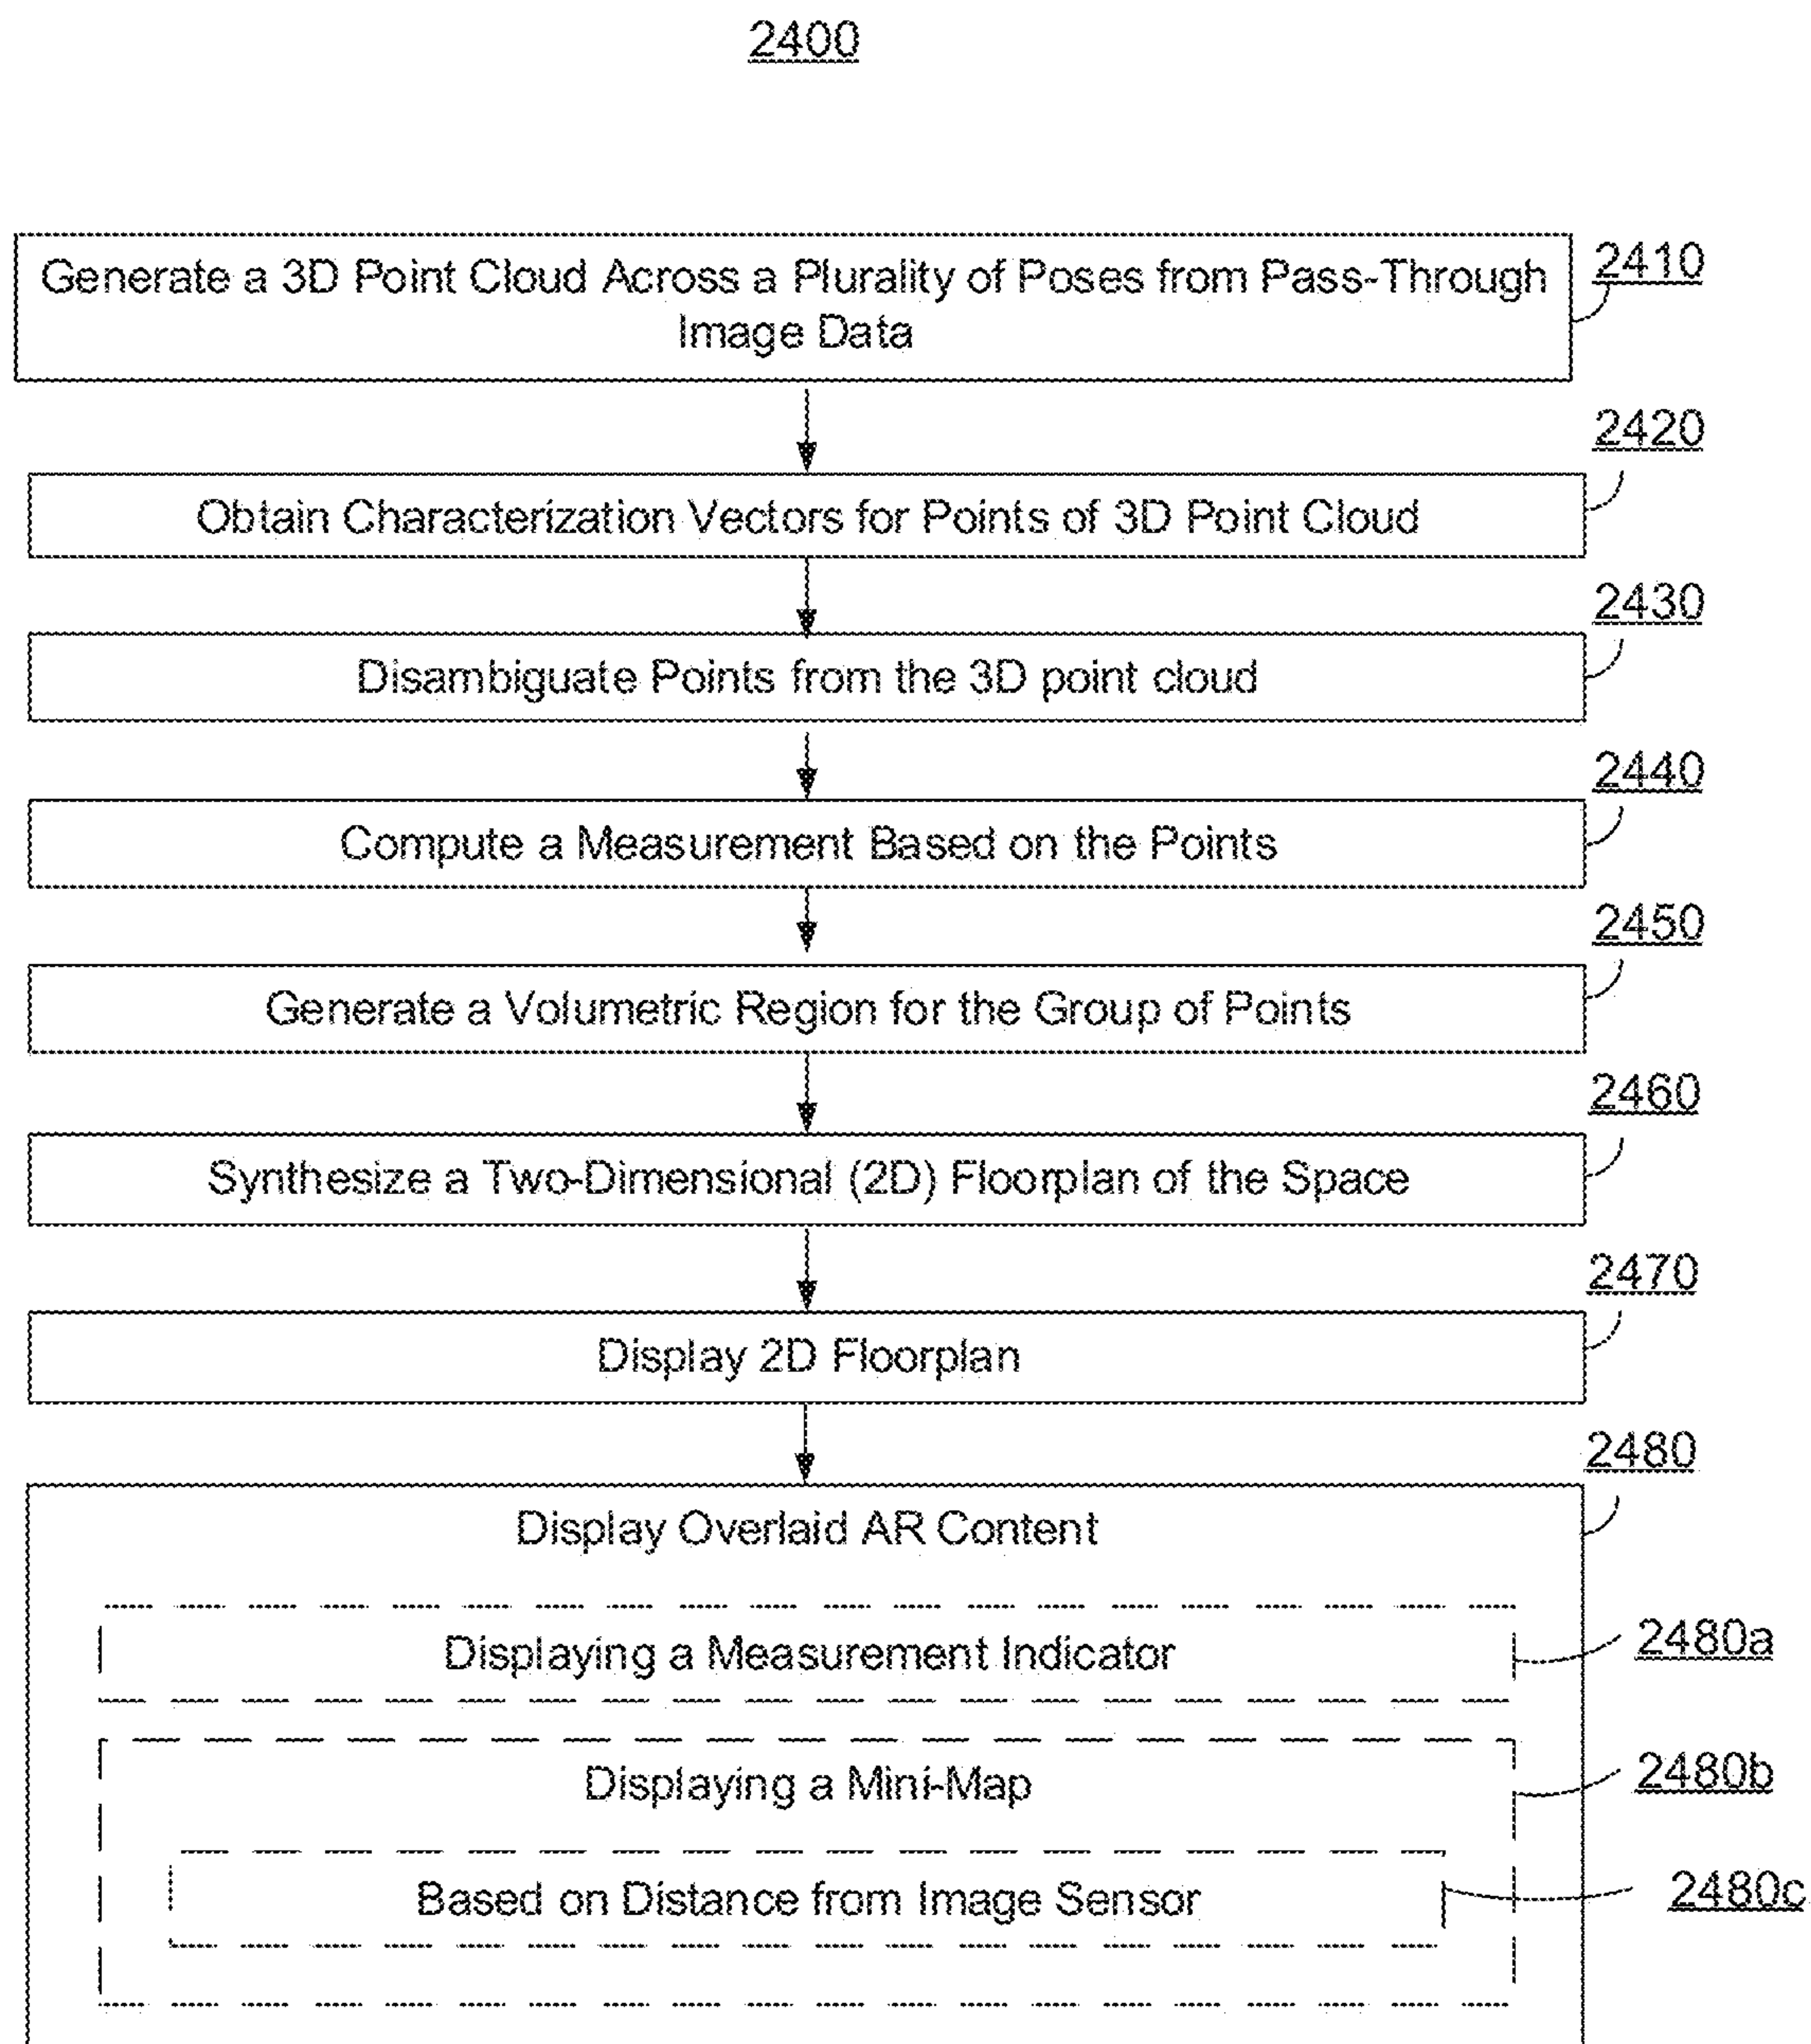 2400
Generate a 3D Point Cloud Across a Plurality of Poses from Pass-Through
Image Data
2410
2420
Obtain Characterization Vectors for Points of 3D Point Cloud
2430
Disambiguate Points from the 3D point cloud
2440
Compute a Measurement Based on the Points
2450
Generate a Volumetric Region for the Group of Points
2460
Synthesize a Two-Dimensional (2D) Floorplan of the Space
2470
Display 2D Floorplan
2480
Display Overlaid AR Content
Displaying a Measurement Indicator
2480a
Displaying a Mini-Map
2480b
Based on Distance from Image Sensor
2480c